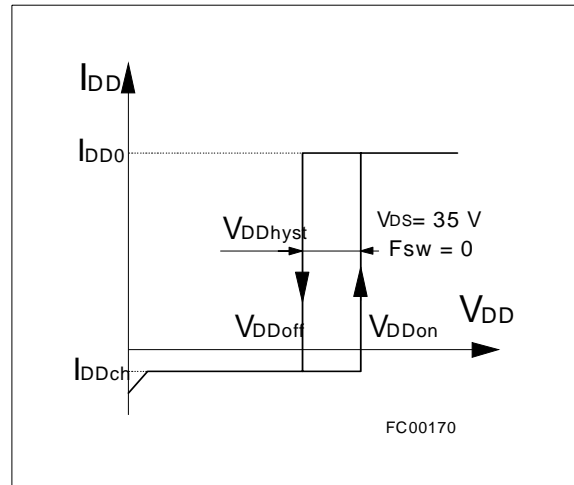 IDD
IDD0
VDDhyst
VDS= 35 V
Fsw = 0
VDDoff
VDDon
VDD
IDDch
FC00170